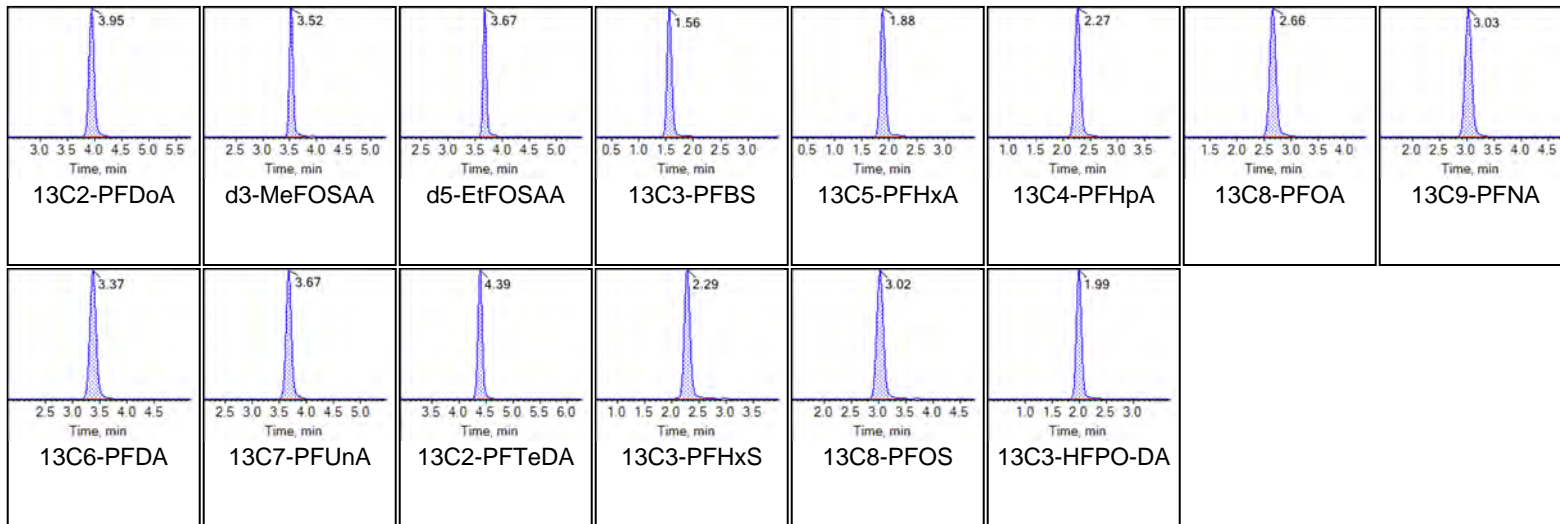 3.95
3.0 3.5 4.0 4.5 5.0 5.5
Time, min
13C2-PFDoA
3.52
2.5 3.0 3.5 4.0 4.5 5.0
Time, min
d3-MeFOSAA
3.67
2.5 3.0 3.5 4.0 4.5 5.0
Time, min
d5-EtFOSAA
1.56
0.5 1.0 1.5 2.0 2.5 3.0
Time, min
13C3-PFBS
1.88
0.5 1.0 1.5 2.0 2.5 3.0
Time, min
13C5-PFHxA
2.27
1.0 1.5 2.0 2.5 3.0 3.5
Time, min
13C4-PFHpA
2.66
1.5 2.0 2.5 3.0 3.5 4.0
Time, min
13C8-PFOA
3.03
2.0 2.5 3.0 3.5 4.0 4.5
Time, min
13C9-PFNA
3.37
2.5 3.0 3.5 4.0 4.5
Time, min
13C6-PFDA
3.67
2.5 3.0 3.5 4.0 4.5 5.0
Time, min
13C7-PFUnA
4.39
3.5 4.0 4.5 5.0 5.5 6.0
Time, min
13C2-PFTeDA
2.29
1.0 1.5 2.0 2.5 3.0 3.5
Time, min
13C3-PFHxS
3.02
2.0 2.5 3.0 3.5 4.0 4.5
Time, min
13C8-PFOS
1.99
1.0 1.5 2.0 2.5 3.0
Time, min
13C3-HFPO-DA